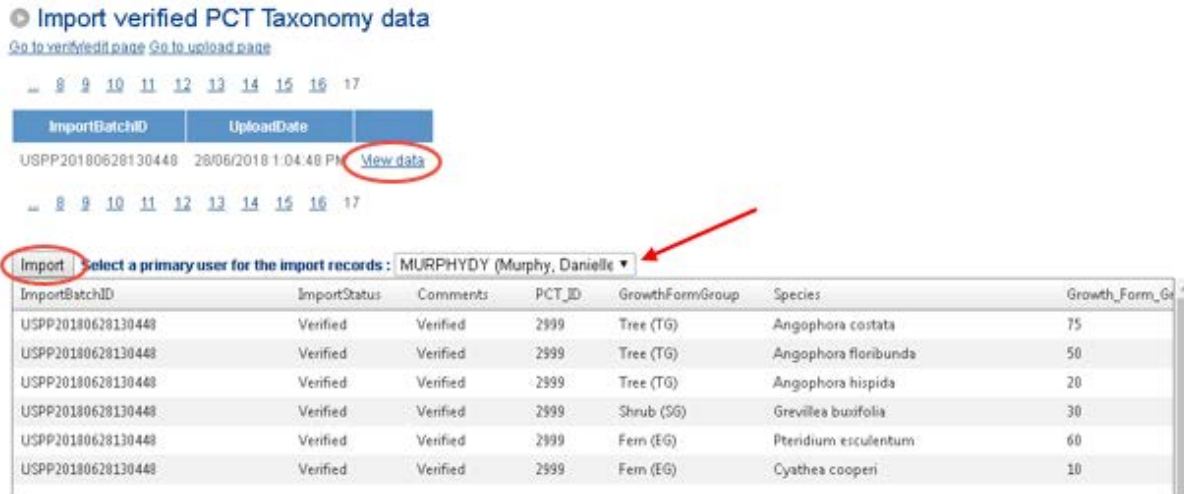 Import verified PCT Taxonomy data
Go to verify/edit page Go to upload page
... 8 9 10 11 12 13 14 15 16 17
ImportBatchID UploadDate
USPP20180628130448 28/06/2018 1:04:48 PM View data
... 8 9 10 11 12 13 14 15 16 17
Import Select a primary user for the import records : MURPHYDY (Murphy, Danielle
ImportBatchID ImportStatus Comments PCT_ID GrowthFormGroup Species Growth_Form_Gr
USPP20180628130448 Verified Verified 2999 Tree (TG) Angophora costata 75
USPP20180628130448 Verified Verified 2999 Tree (TG) Angophora floribunda 50
USPP20180628130448 Verified Verified 2999 Tree (TG) Angophora hispida 20
USPP20180628130448 Verified Verified 2999 Shrub (SG) Grevillea buxifolia 30
USPP20180628130448 Verified Verified 2999 Fern (EG) Pteridium esculentum 60
USPP20180628130448 Verified Verified 2999 Fern (EG) Cyathea cooperi 10